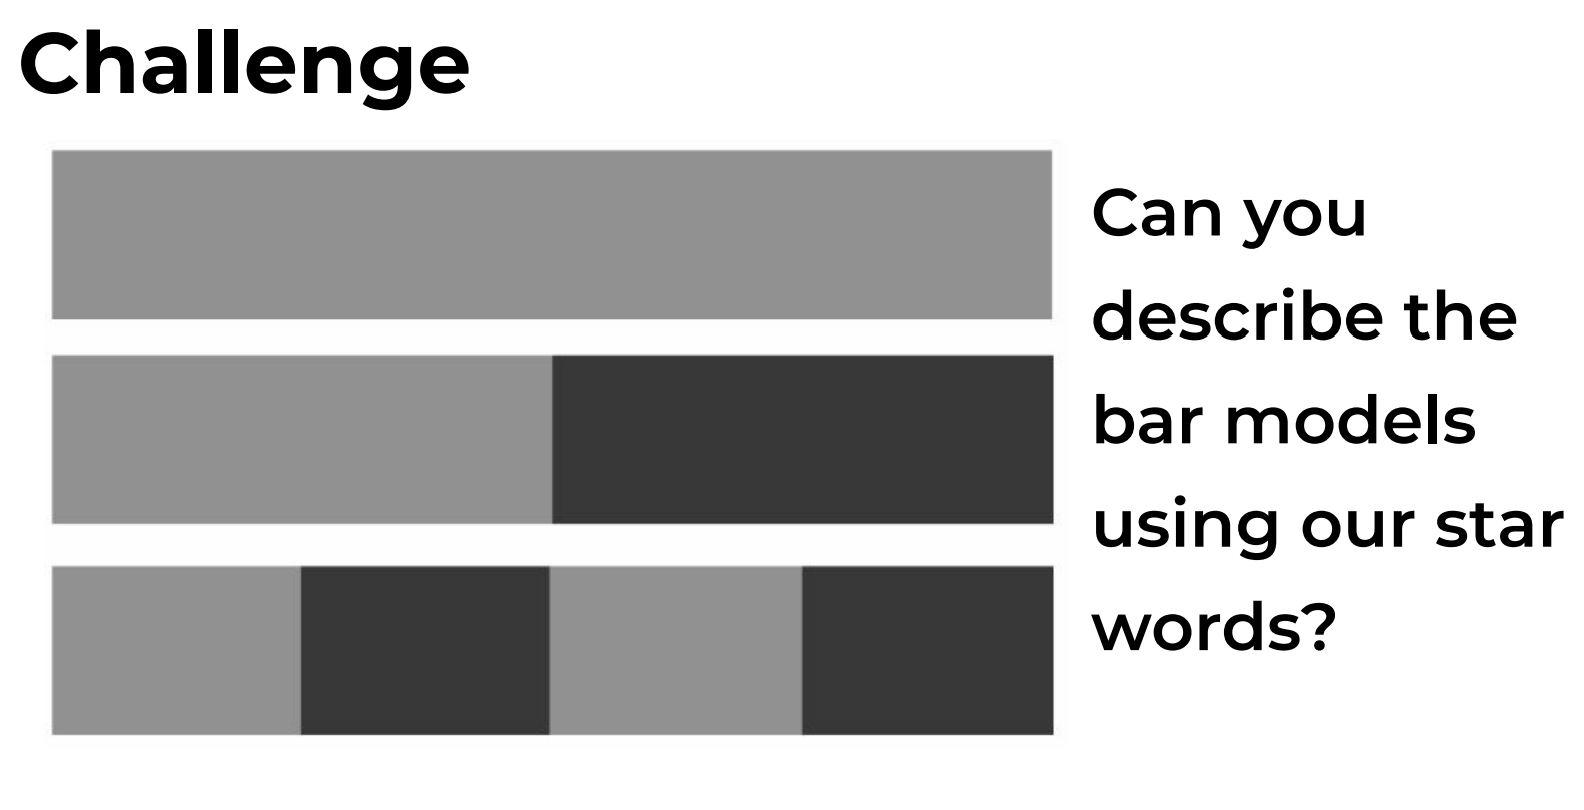 Challenge
Can you
describe the
bar models
using our star
words?